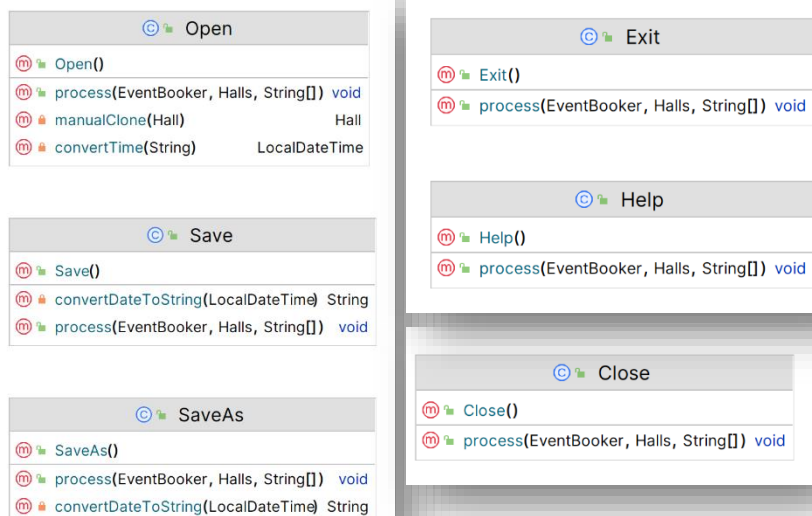 Open
Open()
process(EventBooker, Halls, String[]) void
manualClone(Hall) Hall
convertTime(String) LocalDateTime
Save
Save()
convertDateToString(LocalDateTime) String
process(EventBooker, Halls, String[]) void
SaveAs
SaveAs()
process(EventBooker, Halls, String[]) void
convertDateToString(LocalDateTime) String
Exit
Exit()
process(EventBooker, Halls, String[]) void
Help
Help()
process(EventBooker, Halls, String[]) void
Close
Close()
process(EventBooker, Halls, String[]) void